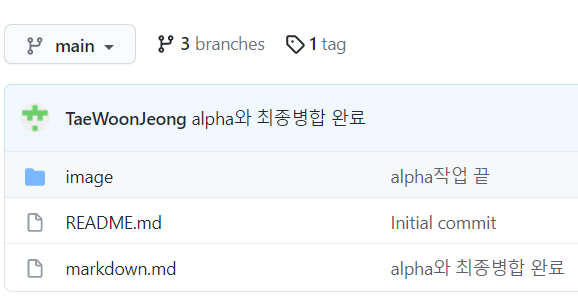 main 3 branches 1 tag
TaeWoonJeong alpha와 최종병합 완료
image alpha작업 끝
README.md Initial commit
markdown.md alpha와 최종병합 완료